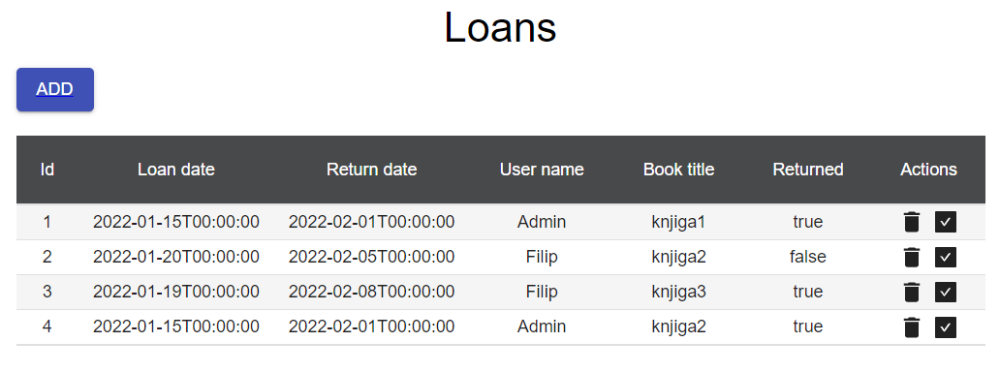 Loans
ADD
Id Loan date Return date User name Book title Returned Actions
1 2022-01-15T00:00:00 2022-02-01T00:00:00 Admin knjiga1 true
2 2022-01-20T00:00:00 2022-02-05T00:00:00 Filip knjiga2 false
3 2022-01-19T00:00:00 2022-02-08T00:00:00 Filip knjiga3 true
4 2022-01-15T00:00:00 2022-02-01T00:00:00 Admin knjiga2 true